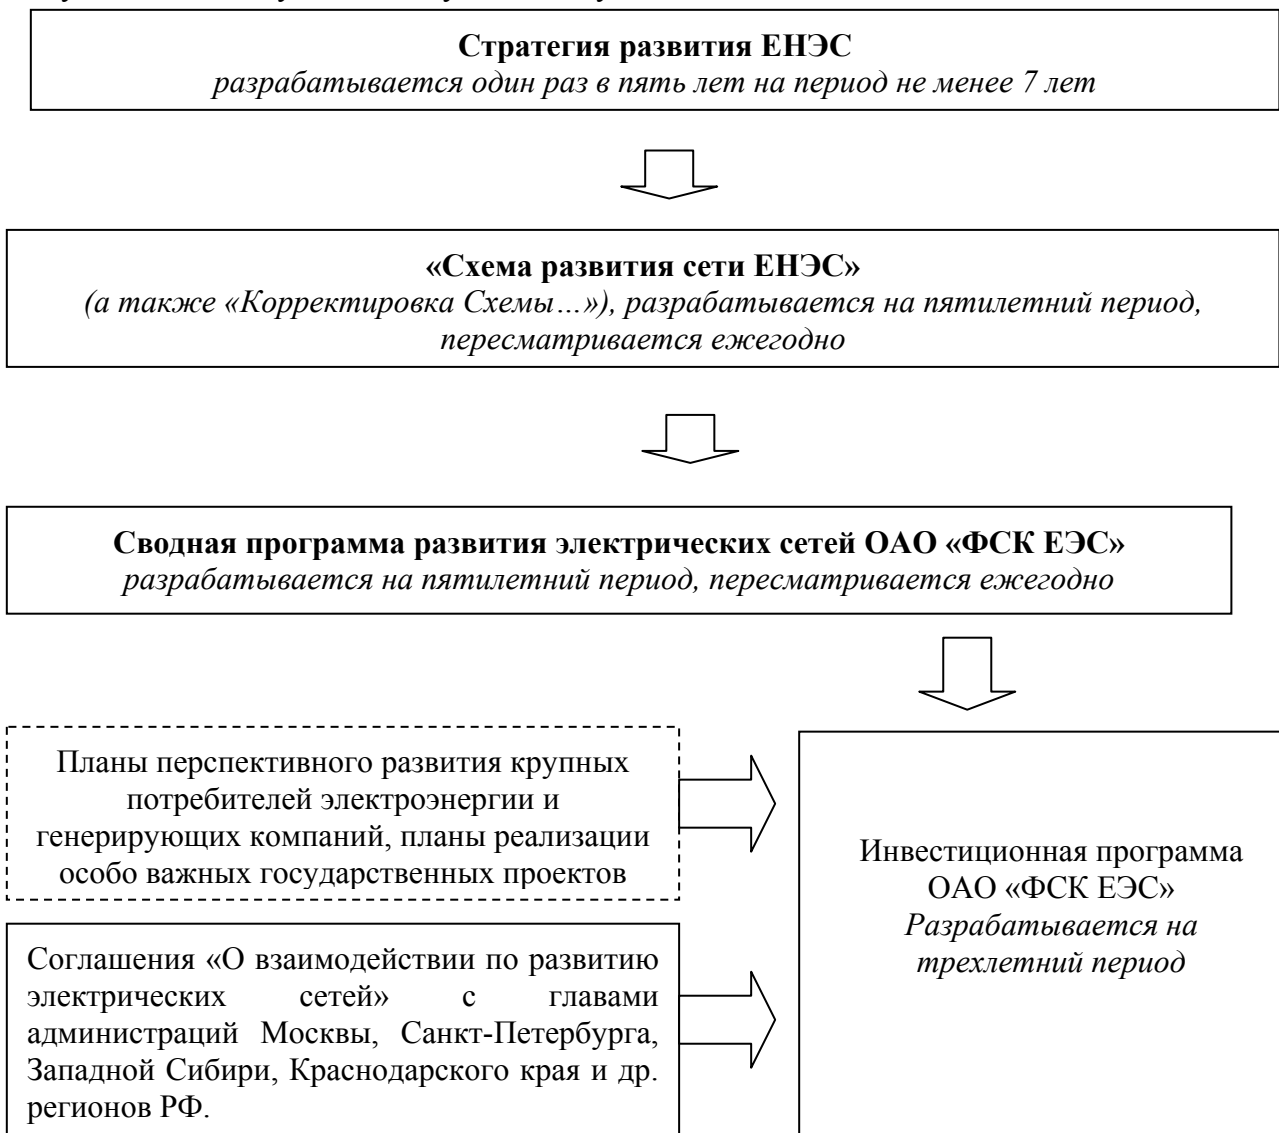 Стратегия развития ЕНЭС
разрабатывается один раз в пять лет на период не менее 7 лет
«Схема развития сети ЕНЭС»
(а также «Корректировка Схемы…»), разрабатывается на пятилетний период,
пересматривается ежегодно
Сводная программа развития электрических сетей ОАО «ФСК ЕЭС»
разрабатывается на пятилетний период, пересматривается ежегодно
Планы перспективного развития крупных
потребителей электроэнергии и
генерирующих компаний, планы реализации
особо важных государственных проектов
Соглашения «О взаимодействии по развитию
электрических сетей» с главами
администраций Москвы, Санкт-Петербурга,
Западной Сибири, Краснодарского края и др.
регионов РФ.
Инвестиционная программа
ОАО «ФСК ЕЭС»
Разрабатывается на
трехлетний период